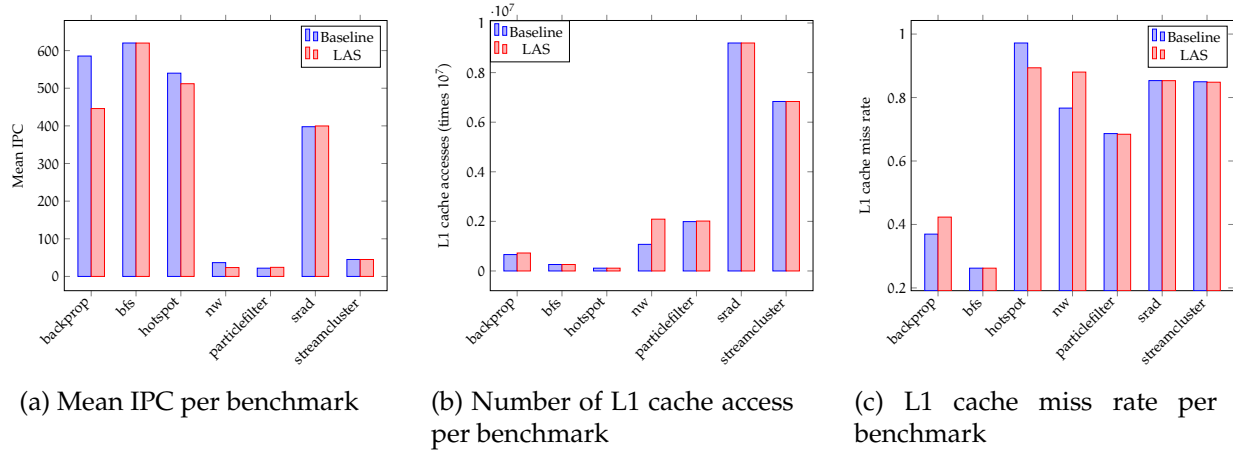 Mean IPC
600
500
400
300
200
100
0
Baseline
LAS
backprop
bfs
hotspot
nw
particlefilter
srad
streamcluster
(a) Mean IPC per benchmark
·10⁷
L1 cache accesses (times 10⁷)
1
0.8
0.6
0.4
0.2
0
Baseline
LAS
backprop
bfs
hotspot
nw
particlefilter
srad
streamcluster
(b) Number of L1 cache access
per benchmark
L1 cache miss rate
1
0.8
0.6
0.4
0.2
Baseline
LAS
backprop
bfs
hotspot
nw
particlefilter
srad
streamcluster
(c) L1 cache miss rate per
benchmark